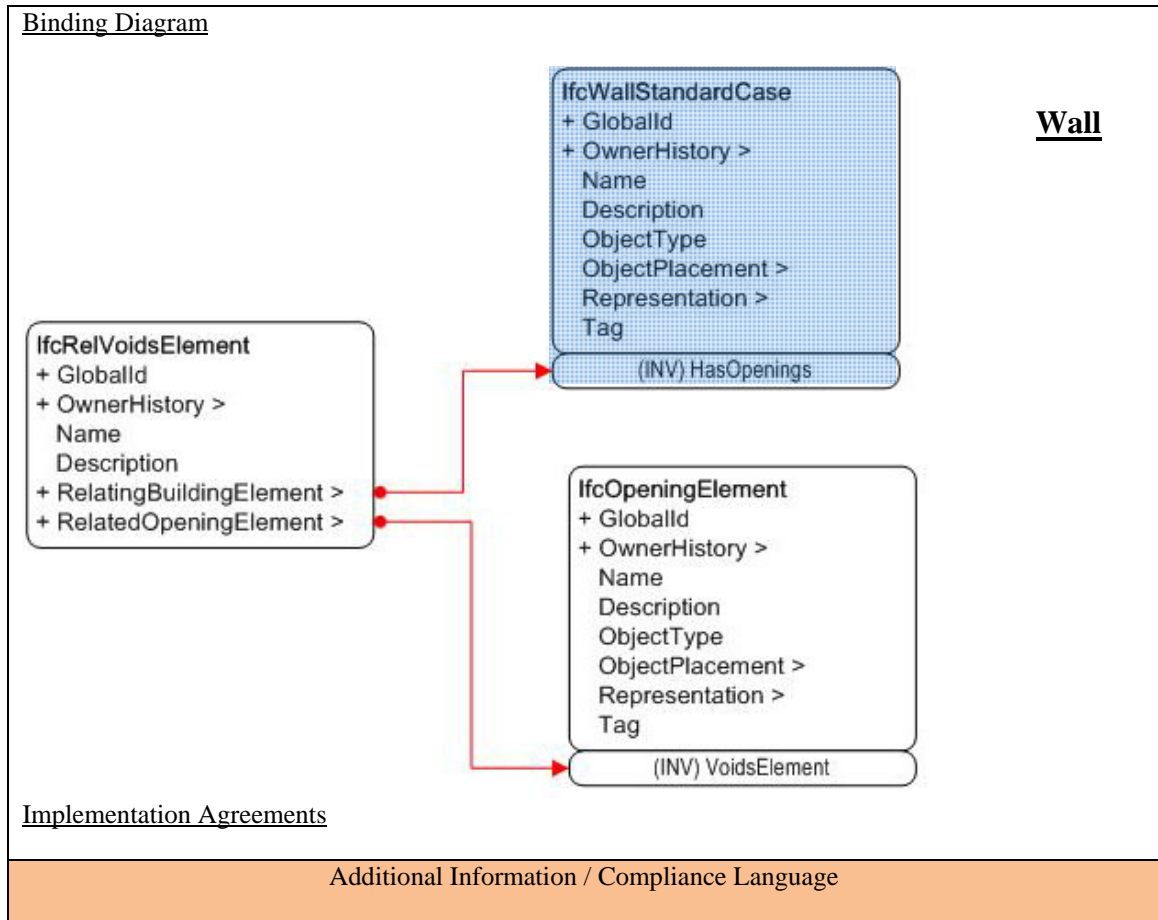 Binding Diagram
IfcWallStandardCase
+ GlobalId
+ OwnerHistory >
Name
Description
ObjectType
ObjectPlacement >
Representation >
Tag
(INV) HasOpenings
Wall
IfcRelVoidsElement
+ GlobalId
+ OwnerHistory >
Name
Description
+ RelatingBuildingElement >
+ RelatedOpeningElement >
IfcOpeningElement
+ GlobalId
+ OwnerHistory >
Name
Description
ObjectType
ObjectPlacement >
Representation >
Tag
(INV) VoidsElement
Implementation Agreements
Additional Information / Compliance Language